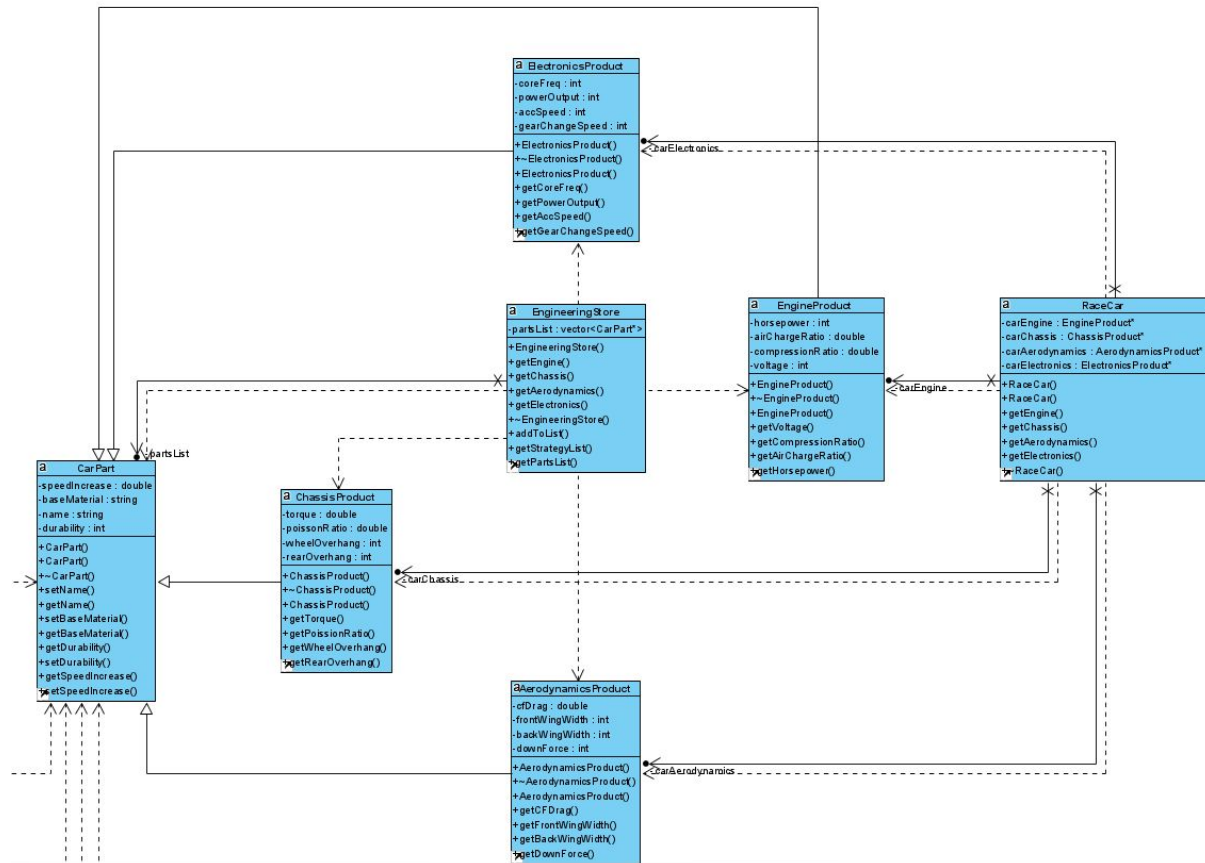 a ElectronicsProduct
-coreFreq : int
-powerOutput : int
-accSpeed : int
-gearChangeSpeed : int
+ElectronicsProduct()
+~ElectronicsProduct()
+ElectronicsProduct()
+getCoreFreq()
+getPowerOutput()
+getAccSpeed()
+getGearChangeSpeed()
-carElectronics
a EngineeringStore
-partsList : vector<CarPart*>
+EngineeringStore()
+getEngine()
+getChassis()
+getAerodynamics()
+getElectronics()
+~EngineeringStore()
+addToList()
+getStrategyList()
+getPartsList()
a EngineProduct
-horsepower : int
-airChargeRatio : double
-compressionRatio : double
-voltage : int
+EngineProduct()
+~EngineProduct()
+EngineProduct()
+getVoltage()
+getCompressionRatio()
+getAirChargeRatio()
+getHorsepower()
-carEngine
a RaceCar
-carEngine : EngineProduct*
-carChassis : ChassisProduct*
-carAerodynamics : AerodynamicsProduct*
-carElectronics : ElectronicsProduct*
+RaceCar()
+RaceCar()
+getEngine()
+getChassis()
+getAerodynamics()
+getElectronics()
+~RaceCar()
-partsList
a CarPart
-speedIncrease : double
-baseMaterial : string
-name : string
-durability : int
+CarPart()
+CarPart()
+~CarPart()
+setName()
+getName()
+setBaseMaterial()
+getBaseMaterial()
+getDurability()
+setDurability()
+getSpeedIncrease()
+setSpeedIncrease()
a ChassisProduct
-torque : double
-poissonRatio : double
-wheelOverhang : int
-rearOverhang : int
+ChassisProduct()
+~ChassisProduct()
+ChassisProduct()
+getTorque()
+getPoissionRatio()
+getWheelOverhang()
+getRearOverhang()
-carChassis
a AerodynamicsProduct
-cfDrag : double
-frontWingWidth : int
-backWingWidth : int
-downForce : int
+AerodynamicsProduct()
+~AerodynamicsProduct()
+AerodynamicsProduct()
+getCFDrag()
+getFrontWingWidth()
+getBackWingWidth()
+getDownForce()
-carAerodynamics